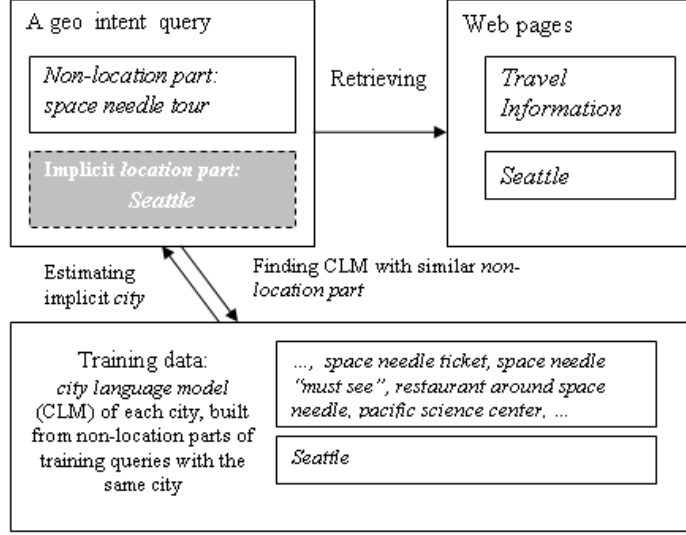 A geo intent query
Non-location part:
space needle tour
Implicit location part:
Seattle
Retrieving
Web pages
Travel
Information
Seattle
Estimating
implicit city
Finding CLM with similar non-
location part
Training data:
city language model
(CLM) of each city, built
from non-location parts of
training queries with the
same city
..., space needle ticket, space needle
“must see”, restaurant around space
needle, pacific science center, ...
Seattle